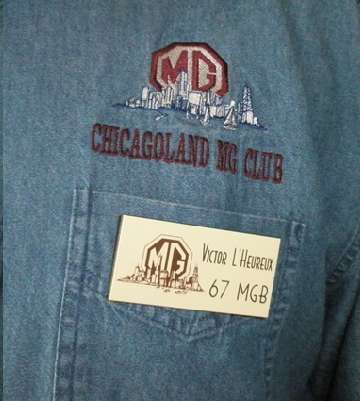 MG
CHICAGOLAND MG CLUB
MG
VICTOR L'HEUREUX
67 MGB